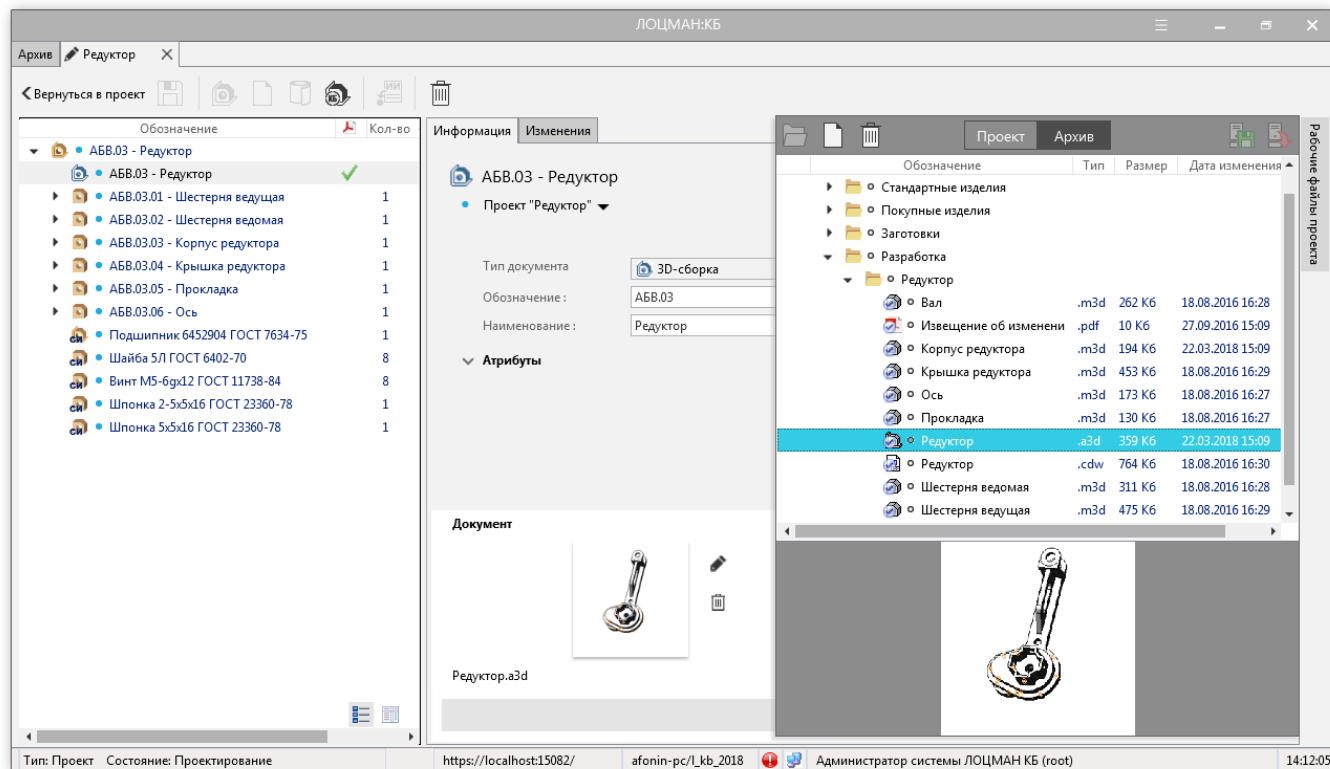 ЛОЦМАН:КБ
Архив Редуктор
Вернуться в проект
Обозначение Кол-во
АБВ.03 - Редуктор
АБВ.03 - Редуктор
АБВ.03.01 - Шестерня ведущая 1
АБВ.03.02 - Шестерня ведомая 1
АБВ.03.03 - Корпус редуктора 1
АБВ.03.04 - Крышка редуктора 1
АБВ.03.05 - Прокладка 1
АБВ.03.06 - Ось 1
СИ Подшипник 6452904 ГОСТ 7634-75 1
СИ Шайба 5Л ГОСТ 6402-70 8
СИ Винт М5-6gx12 ГОСТ 11738-84 8
СИ Шпонка 2-5x5x16 ГОСТ 23360-78 1
СИ Шпонка 5x5x16 ГОСТ 23360-78 1
Информация Изменения
АБВ.03 - Редуктор
Проект "Редуктор"
Тип документа 3D-сборка
Обозначение : АБВ.03
Наименование : Редуктор
Атрибуты
Документ
Редуктор.a3d
Проект Архив
Обозначение Тип Размер Дата изменения
Стандартные изделия
Покупные изделия
Заготовки
Разработка
Редуктор
Вал .m3d 262 Кб 18.08.2016 16:28
Извещение об изменени .pdf 10 Кб 27.09.2016 15:09
Корпус редуктора .m3d 194 Кб 22.03.2018 15:09
Крышка редуктора .m3d 453 Кб 18.08.2016 16:29
Ось .m3d 173 Кб 18.08.2016 16:27
Прокладка .m3d 130 Кб 18.08.2016 16:27
Редуктор .a3d 359 Кб 22.03.2018 15:09
Редуктор .cdw 764 Кб 18.08.2016 16:30
Шестерня ведомая .m3d 311 Кб 18.08.2016 16:28
Шестерня ведущая .m3d 475 Кб 18.08.2016 16:29
Рабочие файлы проекта
Тип: Проект Состояние: Проектирование https://localhost:15082/ afonin-pc/l_kb_2018 Администратор системы ЛОЦМАН КБ (root) 14:12:05